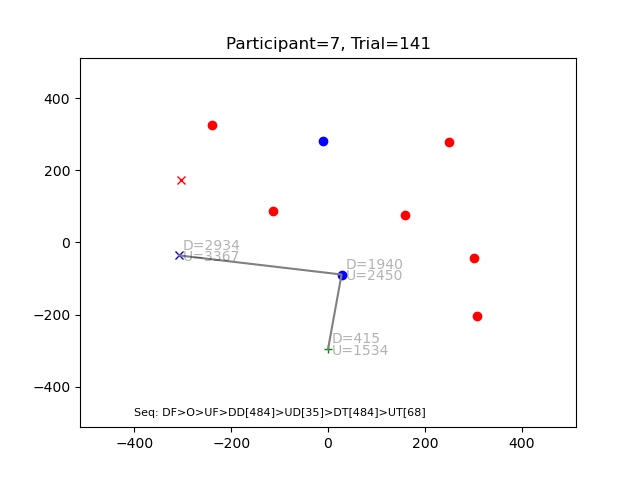 Participant=7, Trial=141
400
200
0
−200
−400
D=2934
U=3367
D=1940
U=2450
D=415
U=1534
Seq: DF>O>UF>DD[484]>UD[35]>DT[484]>UT[68]
−400 −200 0 200 400